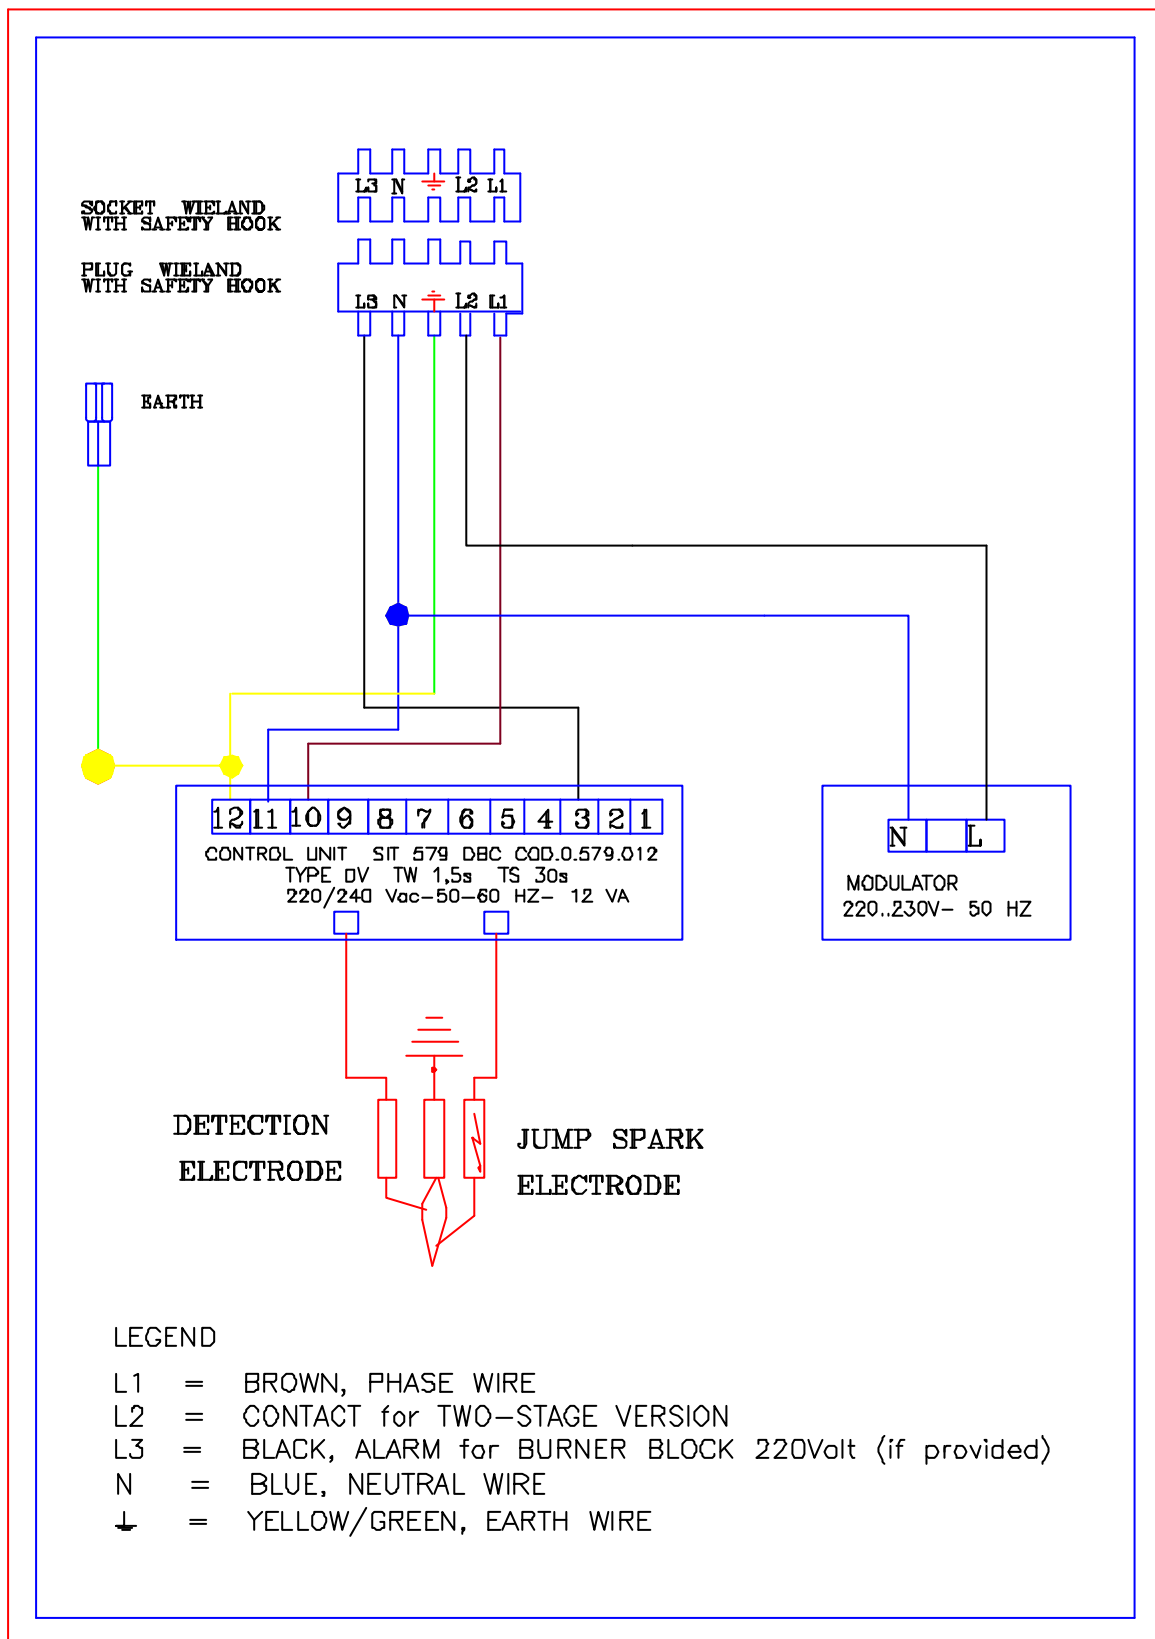 L3 N L2 L1
SOCKET WIELAND
WITH SAFETY HOOK
PLUG WIELAND
WITH SAFETY HOOK
L3 N L2 L1
EARTH
12 11 10 9 8 7 6 5 4 3 2 1
CONTROL UNIT SIT 579 DBC COD.0.579.012
TYPE DV TW 1,5s TS 30s
220/240 Vac-50-60 HZ- 12 VA
N L
MODULATOR
220..230V- 50 HZ
DETECTION
ELECTRODE
JUMP SPARK
ELECTRODE
LEGEND
L1 = BROWN, PHASE WIRE
L2 = CONTACT for TWO-STAGE VERSION
L3 = BLACK, ALARM for BURNER BLOCK 220Volt (if provided)
N = BLUE, NEUTRAL WIRE
⏚ = YELLOW/GREEN, EARTH WIRE